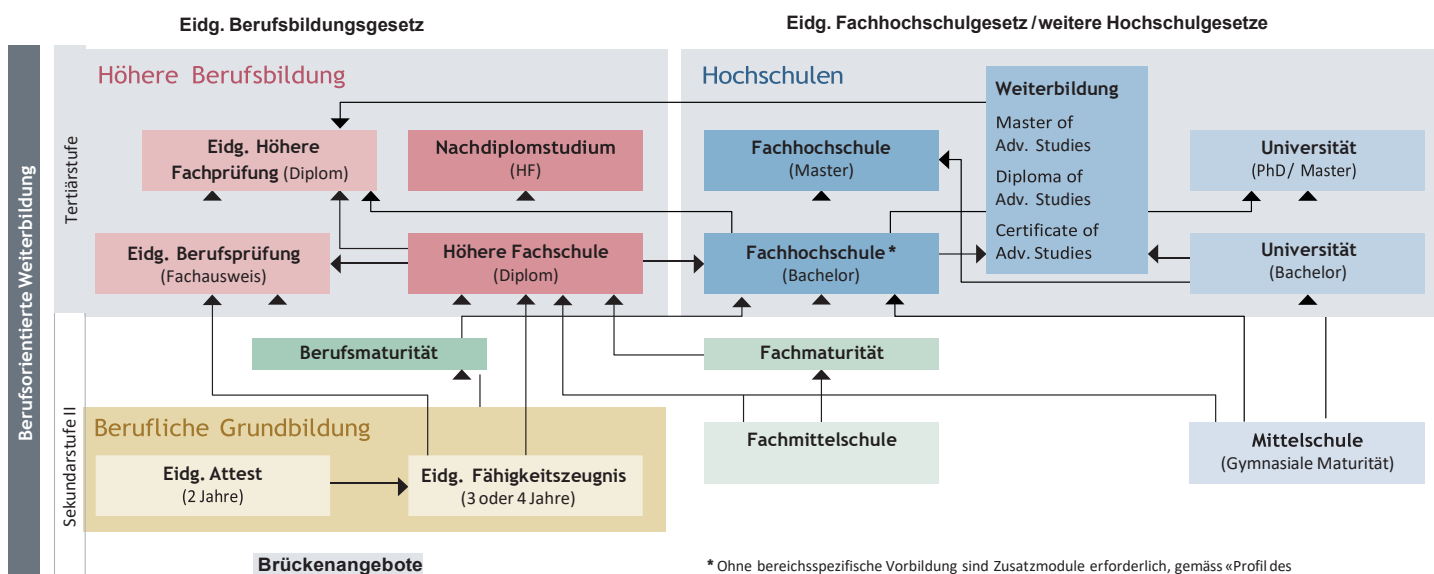 Eidg. Berufsbildungsgesetz
Eidg. Fachhochschulgesetz / weitere Hochschulgesetze
Berufsorientierte Weiterbildung
Tertiärstufe
Höhere Berufsbildung
Eidg. Höhere
Fachprüfung (Diplom)
Nachdiplomstudium
(HF)
Eidg. Berufsprüfung
(Fachausweis)
Höhere Fachschule
(Diplom)
Hochschulen
Fachhochschule
(Master)
Weiterbildung
Master of
Adv. Studies
Diploma of
Adv. Studies
Certificate of
Adv. Studies
Universität
(PhD/ Master)
Fachhochschule*
(Bachelor)
Universität
(Bachelor)
Sekundarstufe II
Berufsmaturität
Fachmaturität
Berufliche Grundbildung
Eidg. Attest
(2 Jahre)
Eidg. Fähigkeitszeugnis
(3 oder 4 Jahre)
Fachmittelschule
Mittelschule
(Gymnasiale Maturität)
Brückenangebote
* Ohne bereichsspezifische Vorbildung sind Zusatzmodule erforderlich, gemäss «Profil des